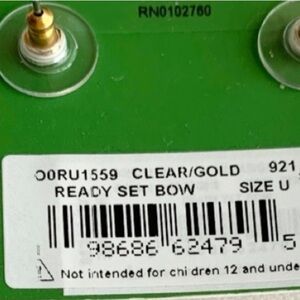 RN0102760
O0RU1559 CLEAR/GOLD 921
READY SET BOW SIZE U
98686 62479 5
Not intended for chi dren 12 and unde